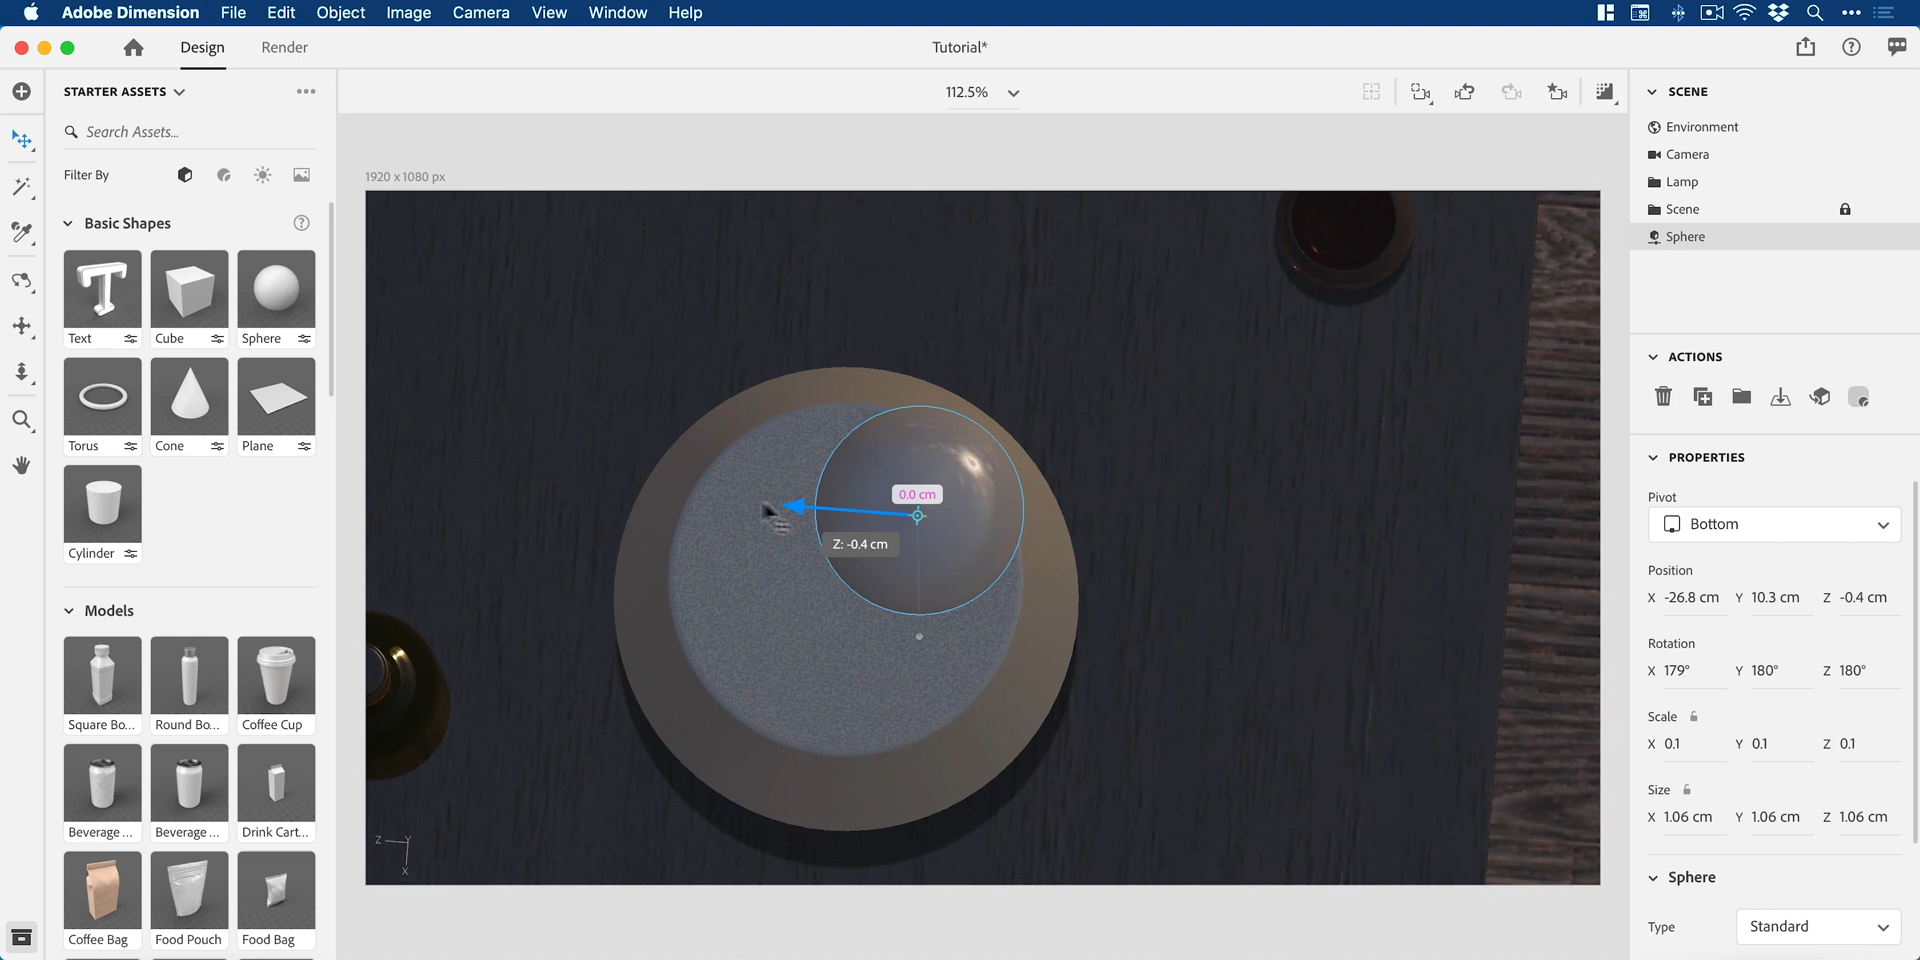 Adobe Dimension File Edit Object Image Camera View Window Help
Design Render Tutorial*
STARTER ASSETS
112.5%
Search Assets...
Filter By
Basic Shapes
Text Cube Sphere
Torus Cone Plane
Cylinder
Models
Square Bo... Round Bo... Coffee Cup
Beverage ... Beverage ... Drink Cart...
Coffee Bag Food Pouch Food Bag
1920 x 1080 px
0.0 cm
Z: -0.4 cm
Z Y
X
SCENE
Environment
Camera
Lamp
Scene
Sphere
ACTIONS
PROPERTIES
Pivot
Bottom
Position
X -26.8 cm Y 10.3 cm Z -0.4 cm
Rotation
X 179° Y 180° Z 180°
Scale
X 0.1 Y 0.1 Z 0.1
Size
X 1.06 cm Y 1.06 cm Z 1.06 cm
Sphere
Type Standard